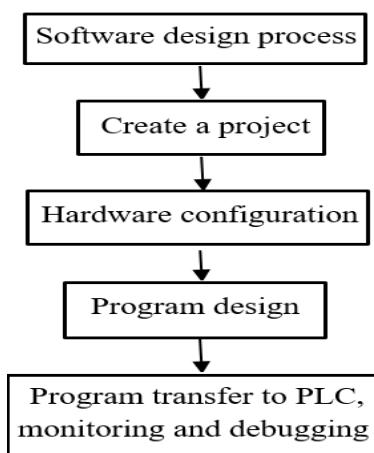 Software design process
Create a project
Hardware configuration
Program design
Program transfer to PLC,
monitoring and debugging